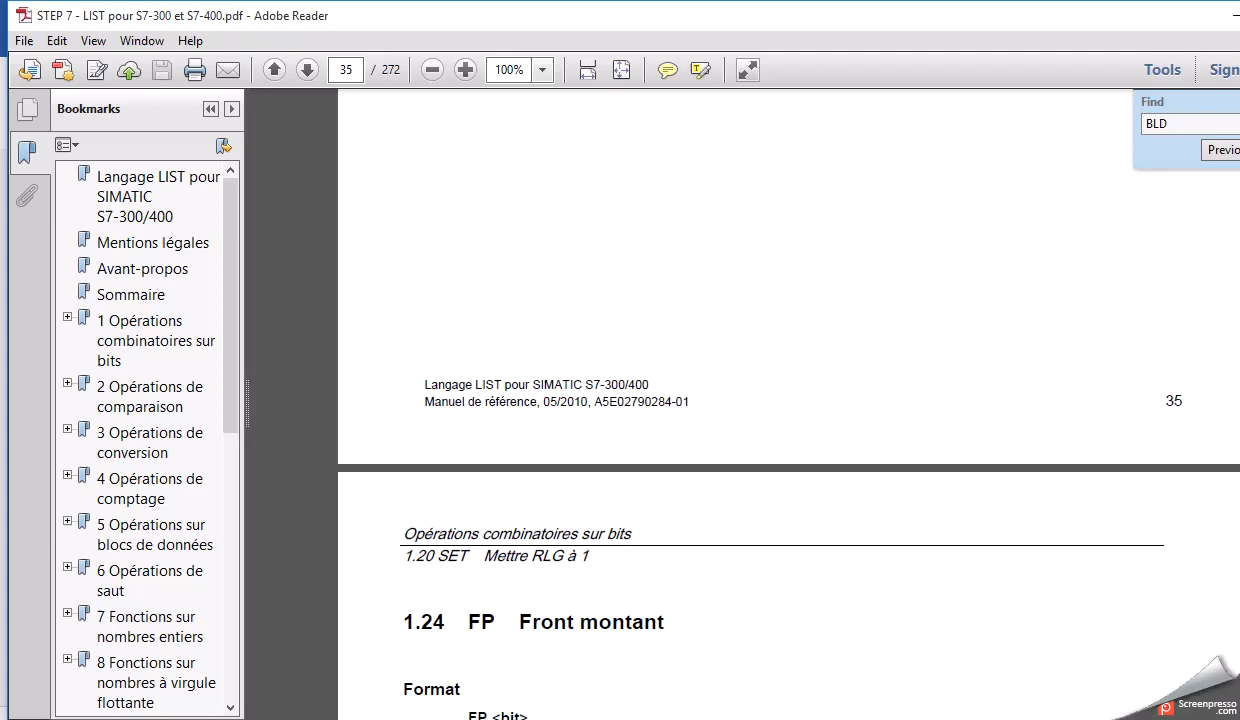 STEP 7 - LIST pour S7-300 et S7-400.pdf - Adobe Reader
File Edit View Window Help
35 / 272 100% Tools Sign
Bookmarks
Langage LIST pour
SIMATIC
S7-300/400
Mentions légales
Avant-propos
Sommaire
1 Opérations
combinatoires sur
bits
2 Opérations de
comparaison
3 Opérations de
conversion
4 Opérations de
comptage
5 Opérations sur
blocs de données
6 Opérations de
saut
7 Fonctions sur
nombres entiers
8 Fonctions sur
nombres à virgule
flottante
Find
BLD
Previo
Langage LIST pour SIMATIC S7-300/400
Manuel de référence, 05/2010, A5E02790284-01
35
Opérations combinatoires sur bits
1.20 SET Mettre RLG à 1
1.24 FP Front montant
Format
FP <bit>
Screenpresso
.com